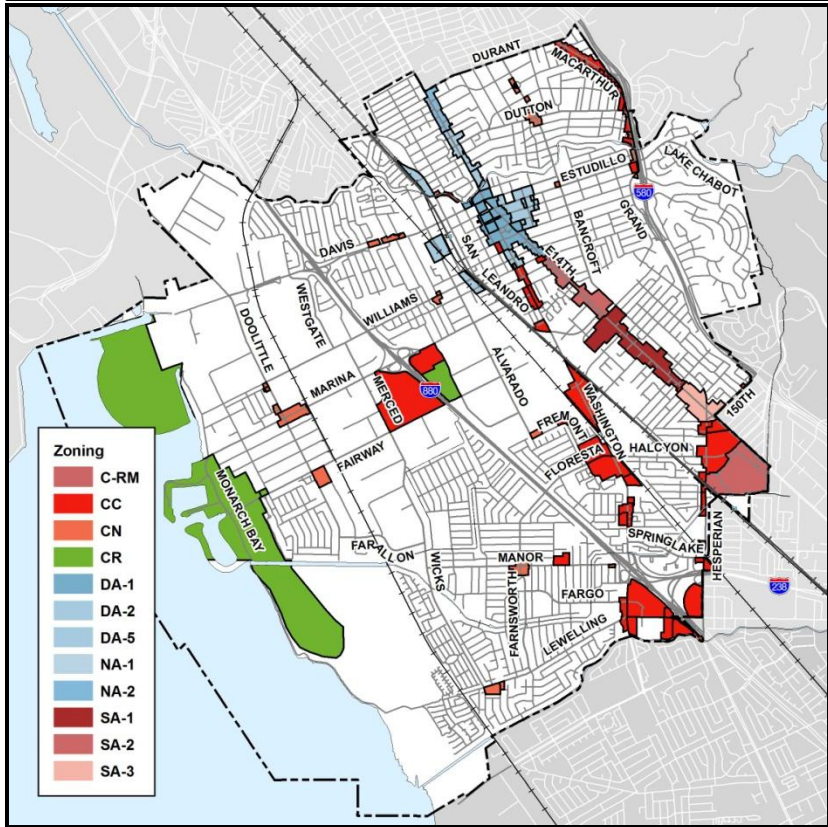 DURANT
MACARTHUR
DUTTON
ESTUDILLO
LAKE CHABOT
580
GRAND
BANCROFT
SAN LEANDRO
E14TH
DAVIS
WESTGATE
WILLIAMS
DOOLITTLE
MARINA
MERCED
880
ALVARADO
WASHINGTON
150TH
FREMONT
FLORESTA
HALCYON
FAIRWAY
MONARCH BAY
FARALLON
WICKS
MANOR
SPRINGLAKE
HESPERIAN
238
FARNSWORTH
FARGO
LEWELLING
Zoning
C-RM
CC
CN
CR
DA-1
DA-2
DA-5
NA-1
NA-2
SA-1
SA-2
SA-3